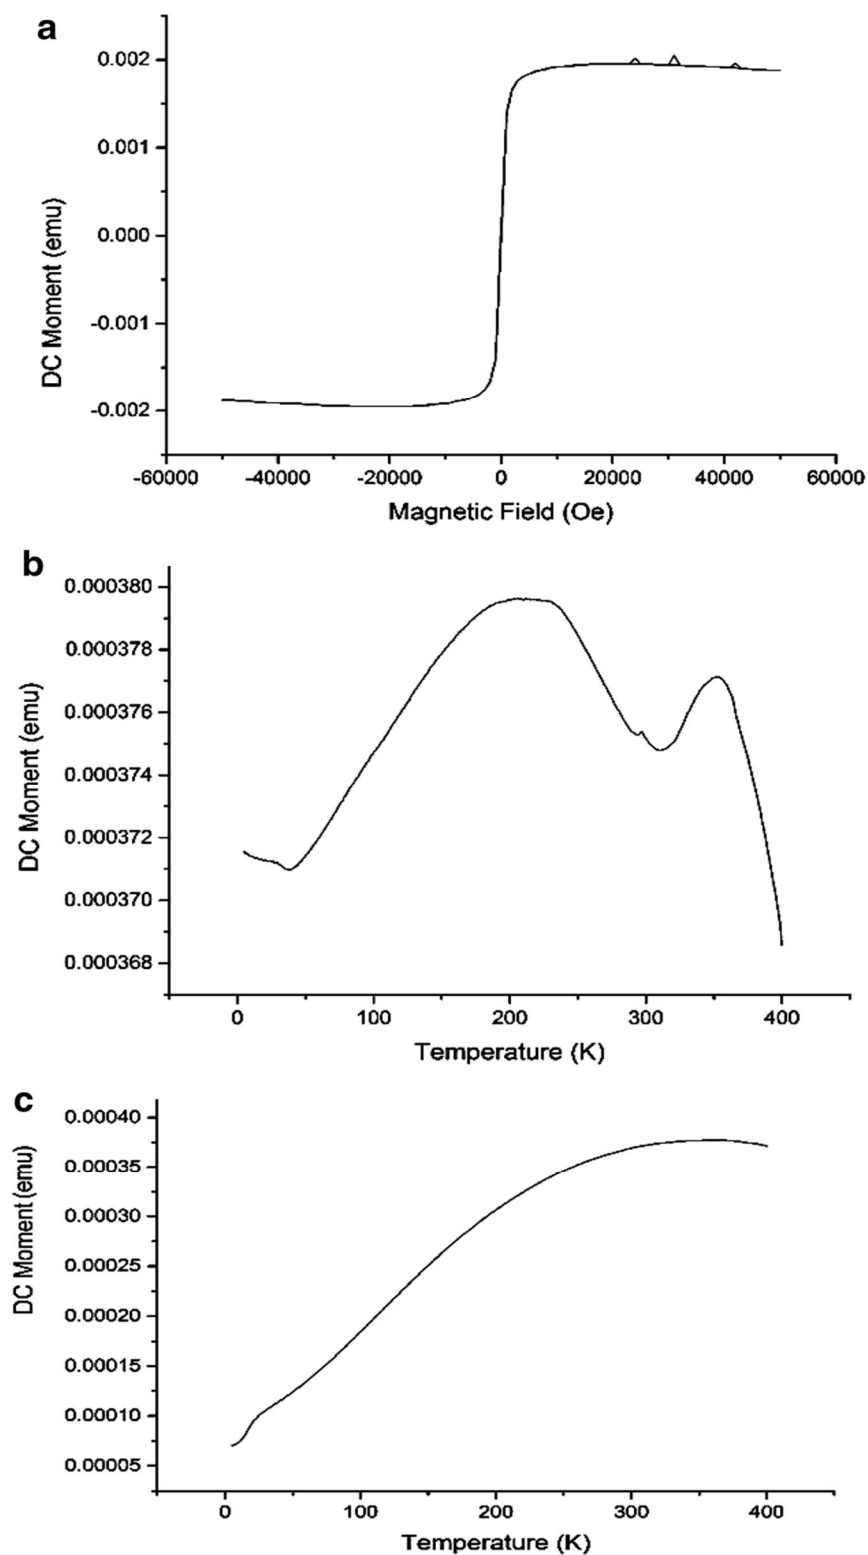 a
0.002
0.001
0.000
-0.001
-0.002
DC Moment (emu)
-60000 -40000 -20000 0 20000 40000 60000
Magnetic Field (Oe)
b
0.000380
0.000378
0.000376
0.000374
0.000372
0.000370
0.000368
DC Moment (emu)
0 100 200 300 400
Temperature (K)
c
0.00040
0.00035
0.00030
0.00025
0.00020
0.00015
0.00010
0.00005
DC Moment (emu)
0 100 200 300 400
Temperature (K)